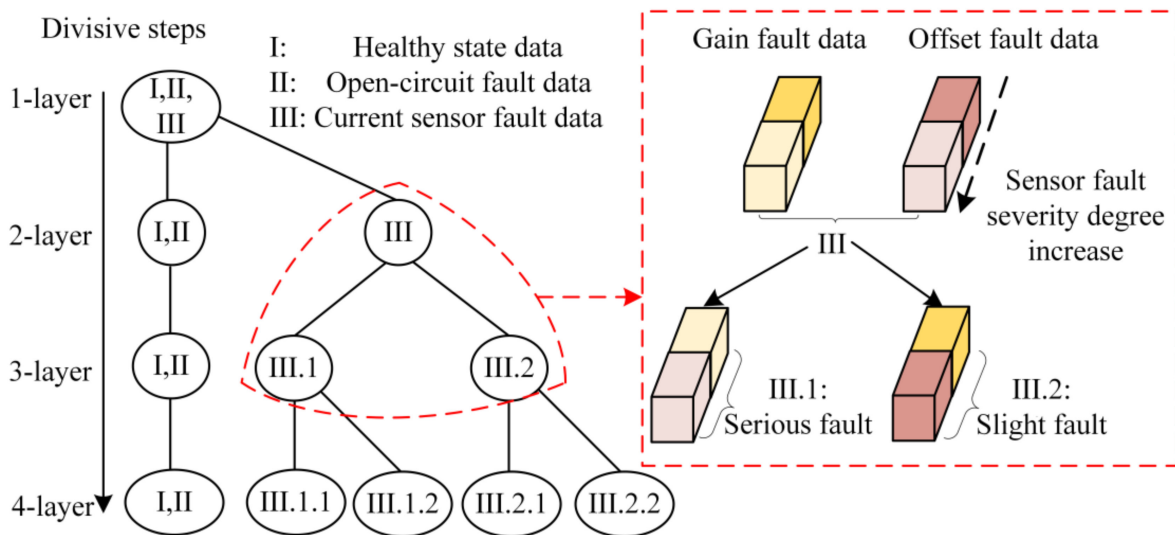 Divisive steps
I: Healthy state data
II: Open-circuit fault data
III: Current sensor fault data
1-layer
I,II,
III
2-layer
I,II
III
3-layer
I,II
III.1
III.2
4-layer
I,II
III.1.1
III.1.2
III.2.1
III.2.2
Gain fault data
Offset fault data
Sensor fault
severity degree
increase
III
III.1:
Serious fault
III.2:
Slight fault